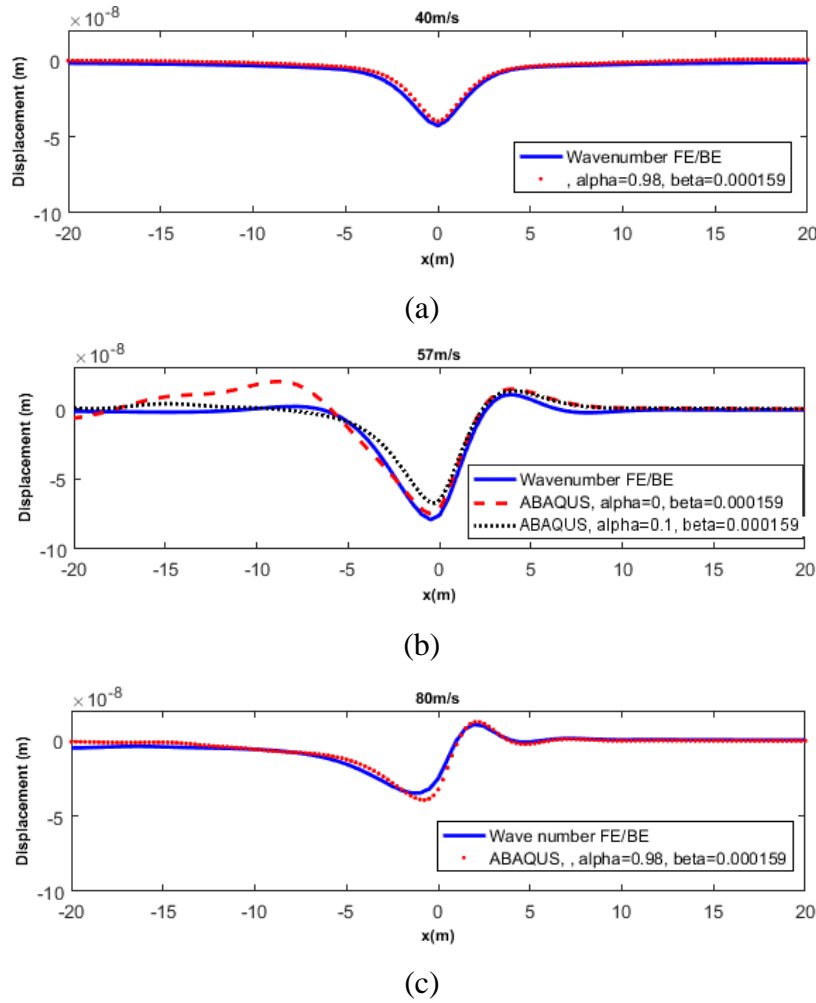 40m/s
×10⁻⁸
Displacement (m)
0
-5
-10
-20 -15 -10 -5 0 5 10 15 20
x(m)
Wavenumber FE/BE
, alpha=0.98, beta=0.000159
(a)
57m/s
×10⁻⁸
Displacement (m)
0
-5
-10
-20 -15 -10 -5 0 5 10 15 20
x(m)
Wavenumber FE/BE
ABAQUS, alpha=0, beta=0.000159
ABAQUS, alpha=0.1, beta=0.000159
(b)
80m/s
×10⁻⁸
Displacement (m)
0
-5
-10
-20 -15 -10 -5 0 5 10 15 20
x(m)
Wave number FE/BE
ABAQUS, , alpha=0.98, beta=0.000159
(c)